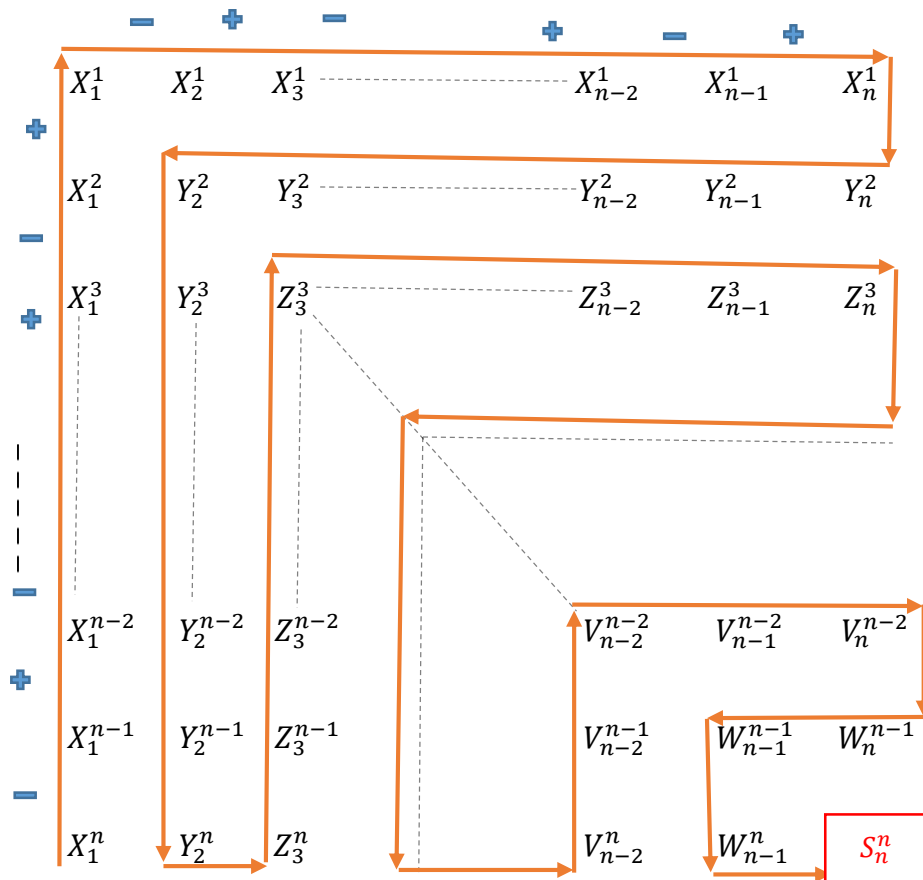 − + − + − +
X_1^1 X_2^1 X_3^1 X_{n-2}^1 X_{n-1}^1 X_n^1
+
X_1^2 Y_2^2 Y_3^2 Y_{n-2}^2 Y_{n-1}^2 Y_n^2
−
X_1^3 Y_2^3 Z_3^3 Z_{n-2}^3 Z_{n-1}^3 Z_n^3
+
−
X_1^{n-2} Y_2^{n-2} Z_3^{n-2} V_{n-2}^{n-2} V_{n-1}^{n-2} V_n^{n-2}
+
X_1^{n-1} Y_2^{n-1} Z_3^{n-1} V_{n-2}^{n-1} W_{n-1}^{n-1} W_n^{n-1}
−
X_1^n Y_2^n Z_3^n V_{n-2}^n W_{n-1}^n S_n^n